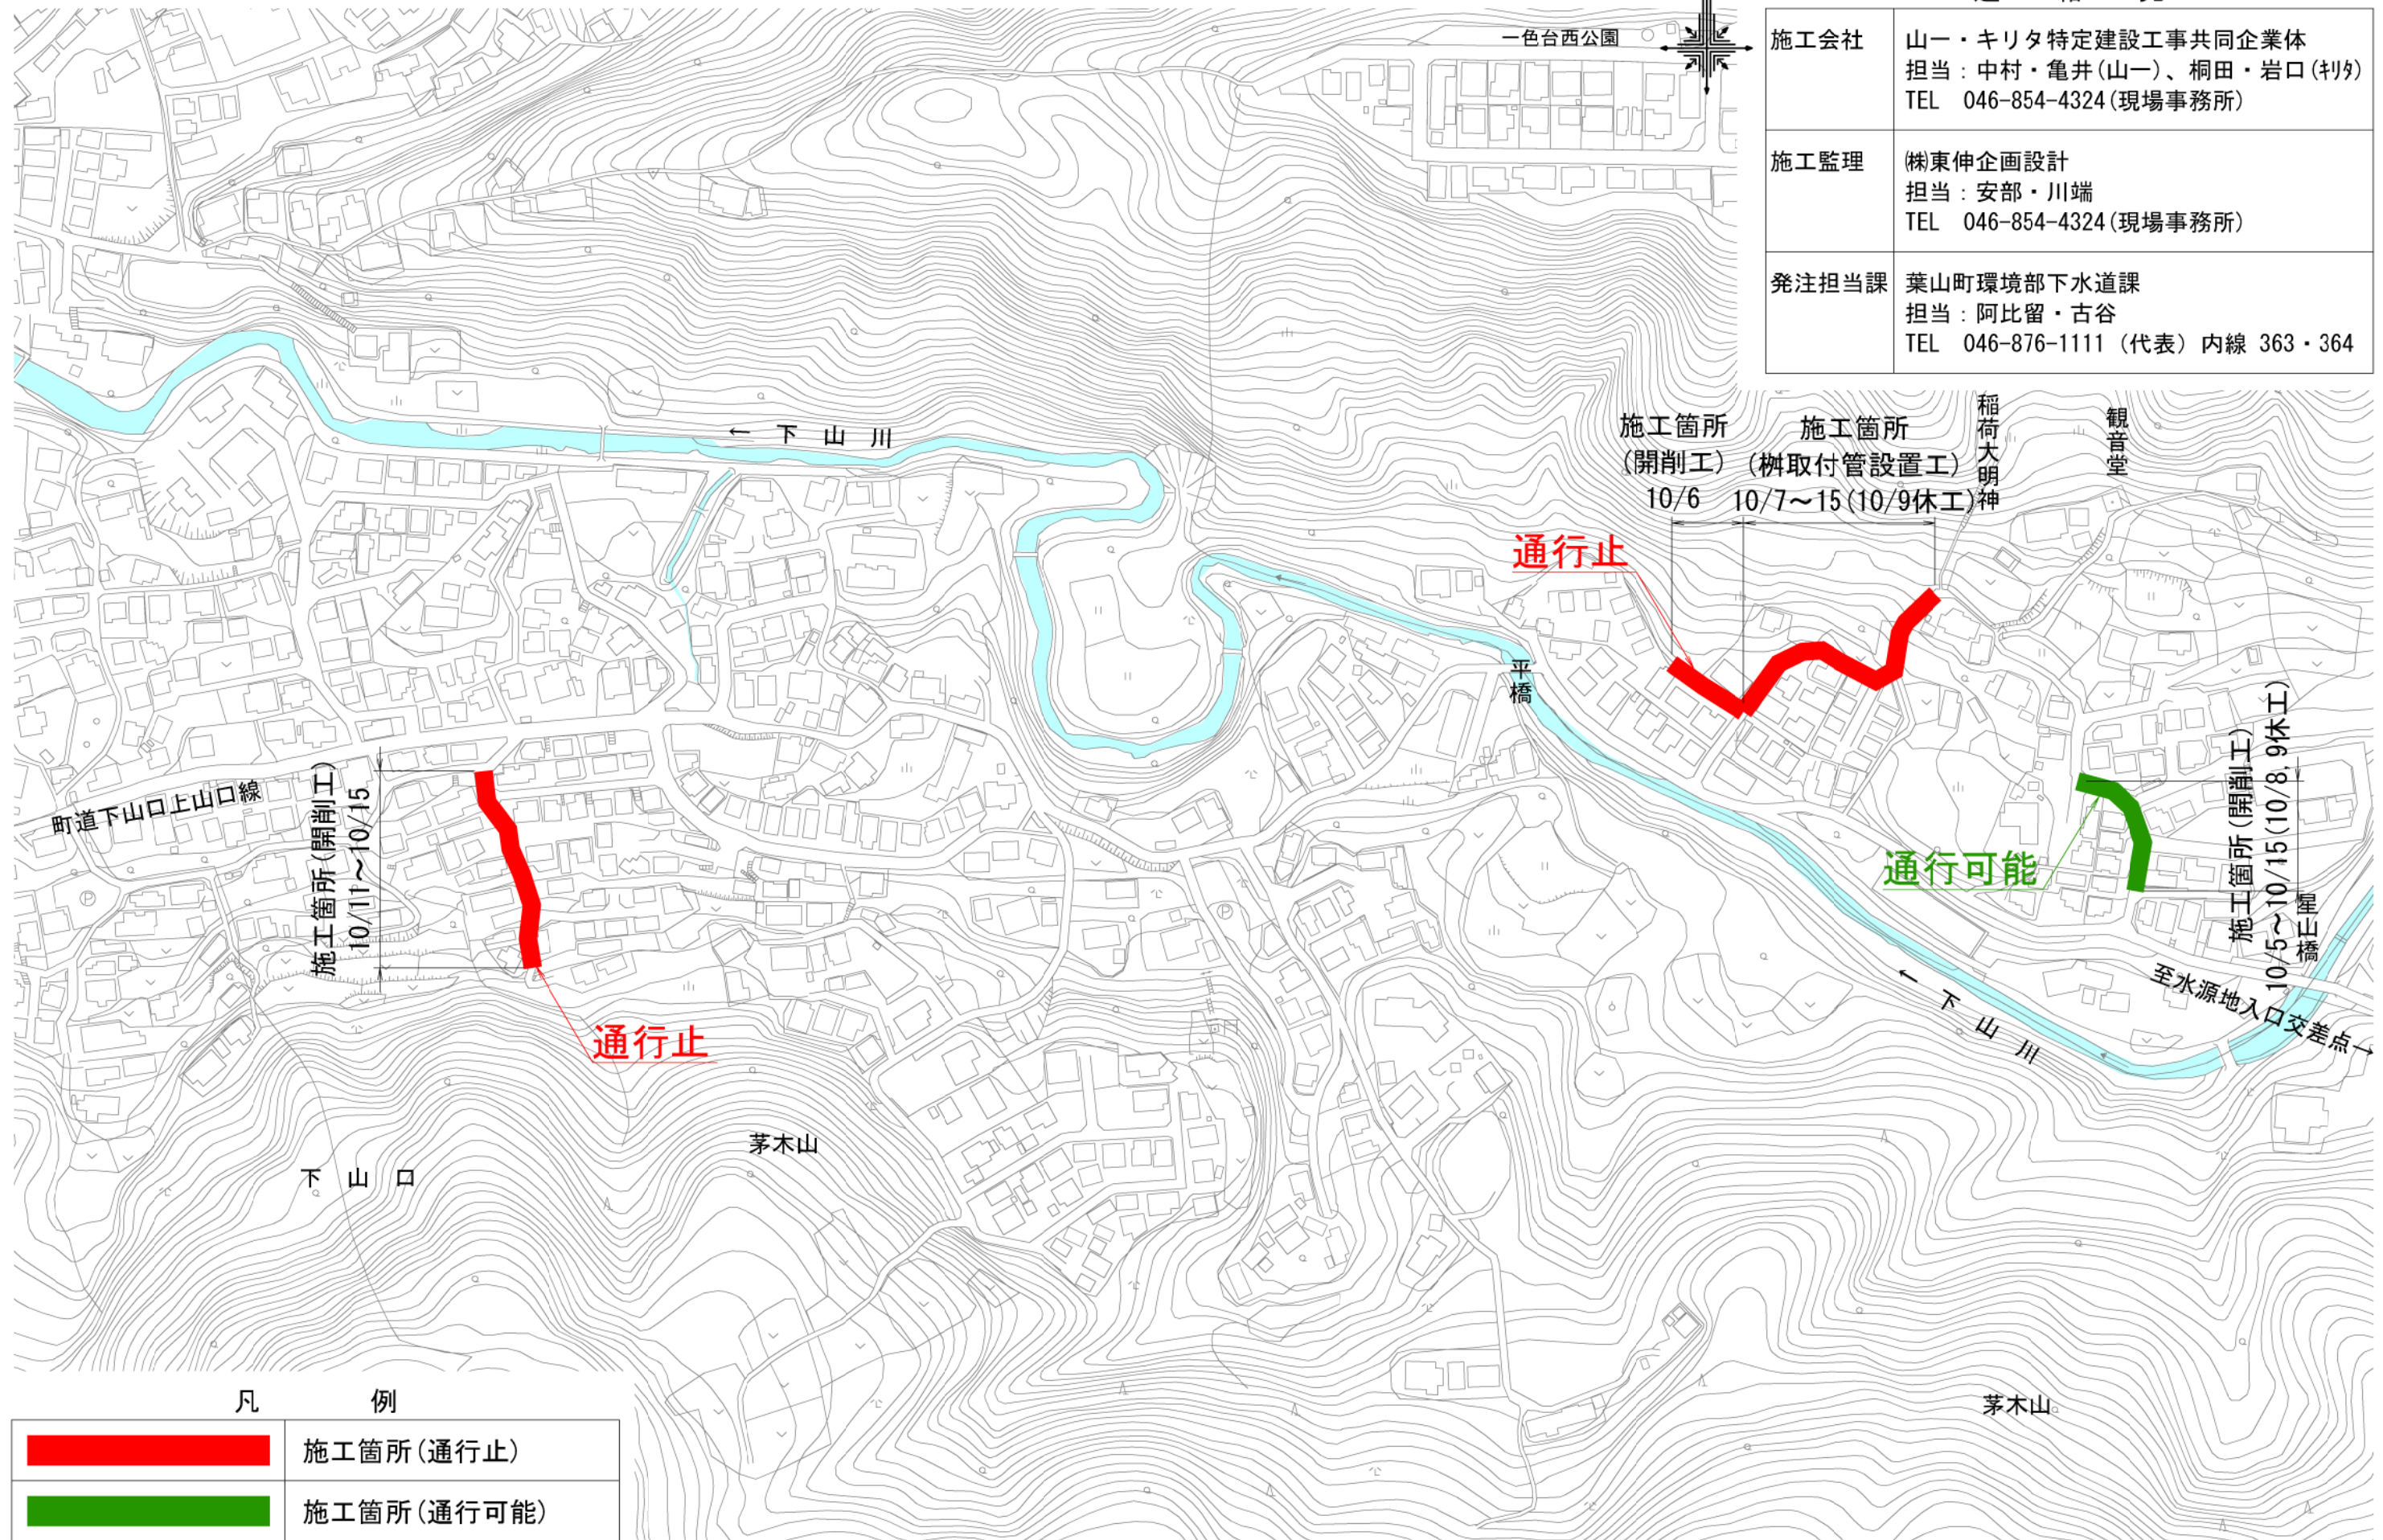 一色台西公園
施工会社
山一・キリタ特定建設工事共同企業体
担当：中村・亀井(山一)、桐田・岩口(ｷﾘﾀ)
TEL 046-854-4324(現場事務所)
施工監理
㈱東伸企画設計
担当：安部・川端
TEL 046-854-4324(現場事務所)
発注担当課
葉山町環境部下水道課
担当：阿比留・古谷
TEL 046-876-1111 (代表) 内線 363・364
← 下 山 川
施工箇所
(開削工)
10/6
施工箇所
(桝取付管設置工)
10/7～15(10/9休工)
稲荷大明神
観音堂
通行止
平橋
町道下山口上山口線
施工箇所(開削工)
10/11～10/15
通行止
通行可能
施工箇所(開削工)
10/5～10/15(10/8,9休工)
星山橋
至水源地入口交差点→
← 下 山 川
下 山 口
茅木山
茅木山
凡 例
施工箇所(通行止)
施工箇所(通行可能)